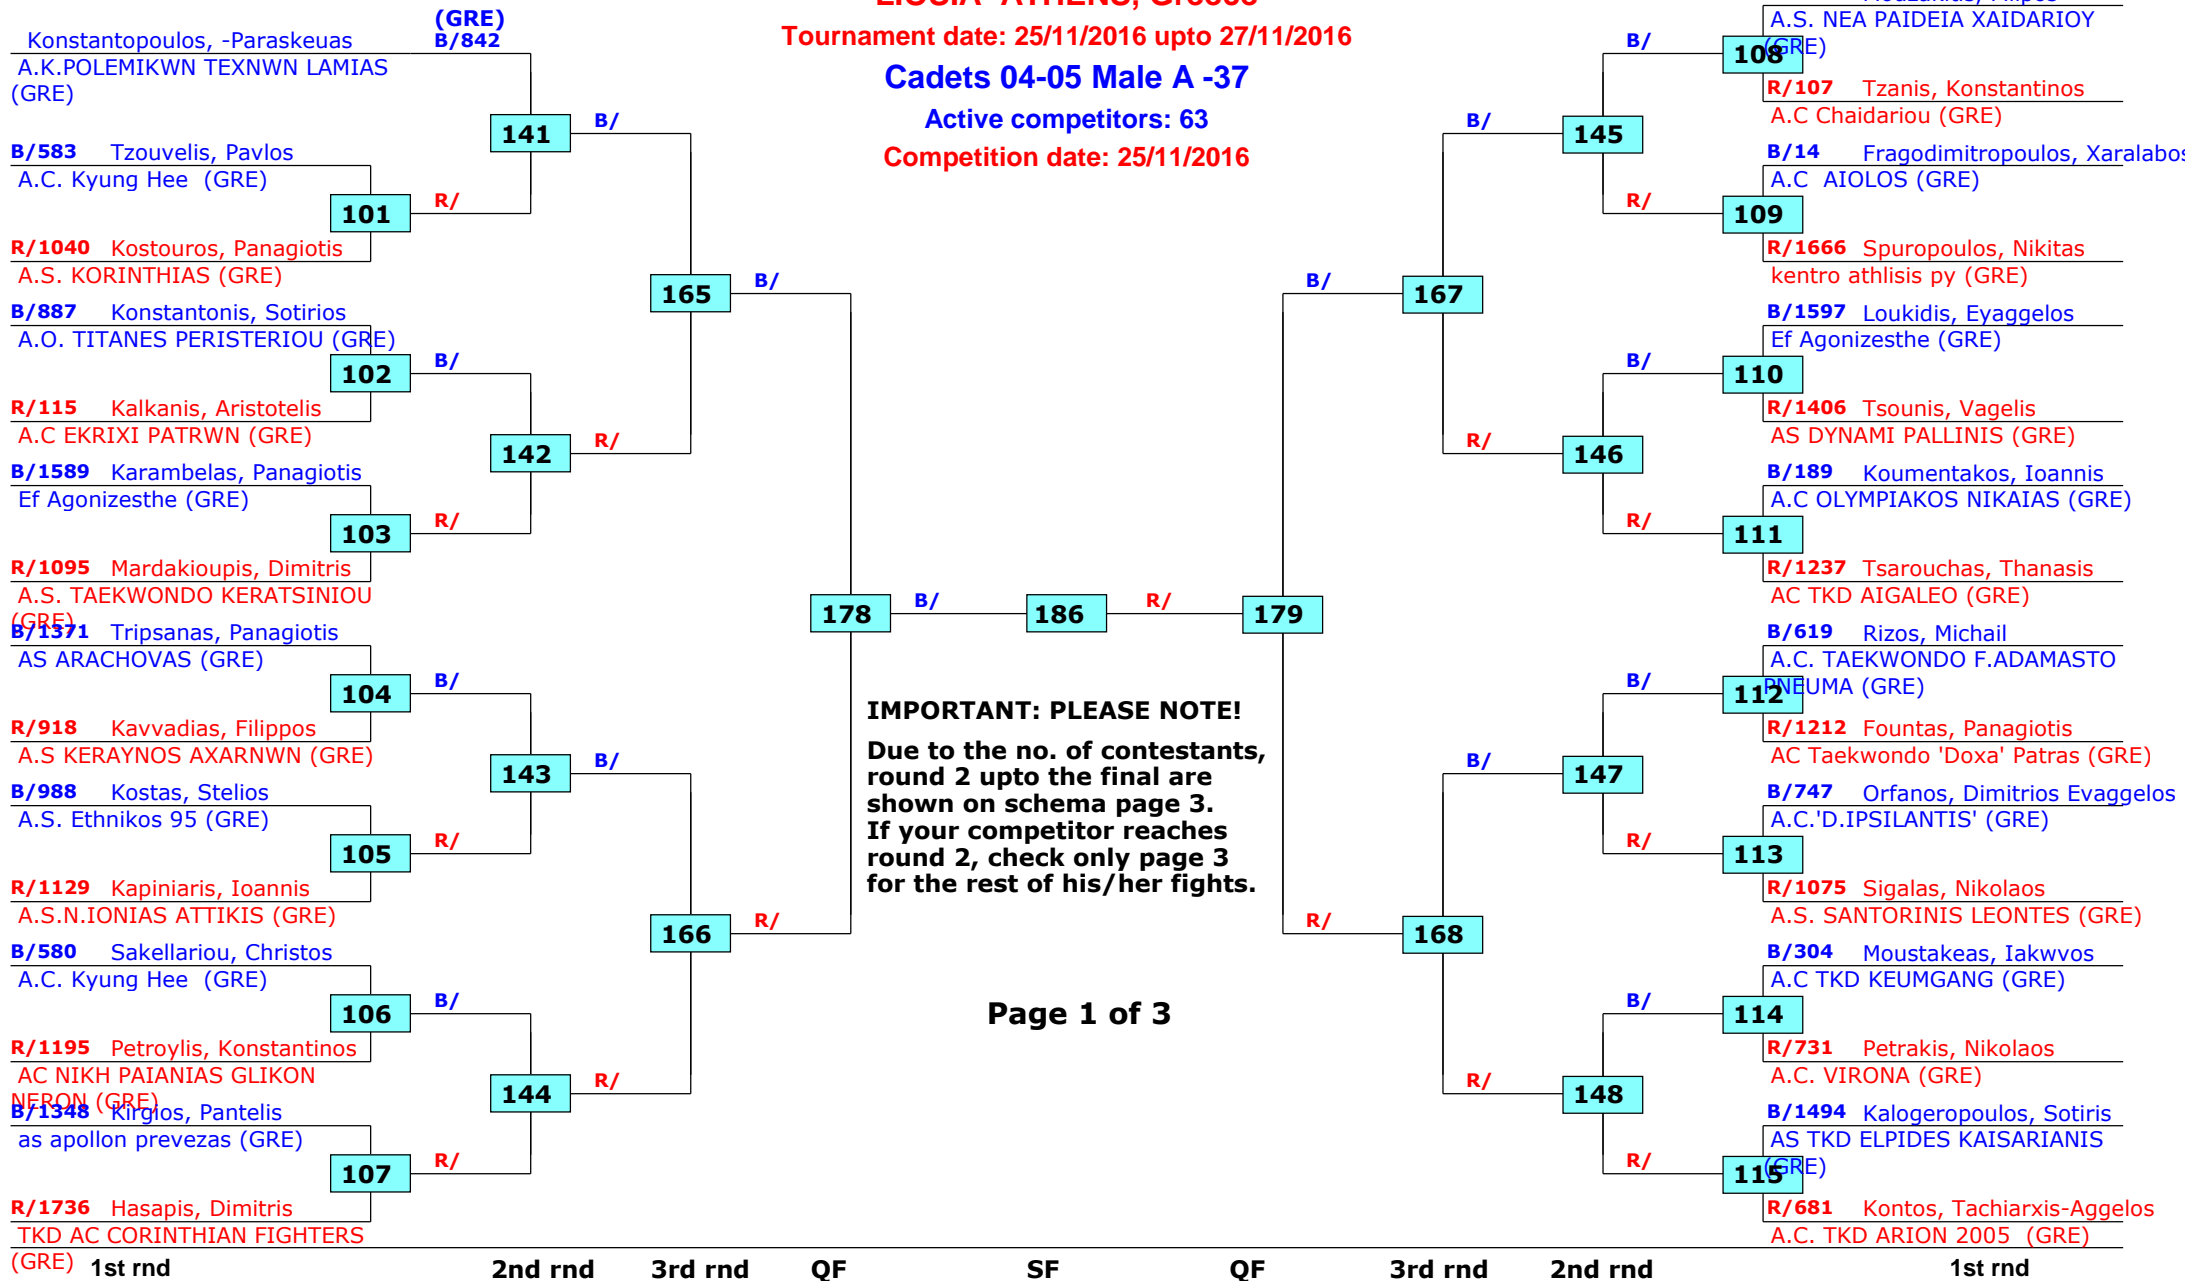 LIOSIA- ATHENS, Greece
Tournament date: 25/11/2016 upto 27/11/2016
Cadets 04-05 Male A -37
Active competitors: 63
Competition date: 25/11/2016
(GRE)
Konstantopoulos, -Paraskeuas B/842
A.K.POLEMIKWN TEXNWN LAMIAS
(GRE)
141
B/
B/583 Tzouvelis, Pavlos
A.C. Kyung Hee (GRE)
101
R/
R/1040 Kostouros, Panagiotis
A.S. KORINTHIAS (GRE)
165
B/
B/887 Konstantonis, Sotirios
A.O. TITANES PERISTERIOU (GRE)
102
B/
R/115 Kalkanis, Aristotelis
A.C EKRIXI PATRWN (GRE)
142
R/
B/1589 Karambelas, Panagiotis
Ef Agonizesthe (GRE)
103
R/
R/1095 Mardakioupis, Dimitris
A.S. TAEKWONDO KERATSINIOU
(GRE)
B/1371 Tripsanas, Panagiotis
AS ARACHOVAS (GRE)
104
B/
R/918 Kavvadias, Filippos
A.S KERAYNOS AXARNWN (GRE)
143
B/
B/988 Kostas, Stelios
A.S. Ethnikos 95 (GRE)
105
R/
R/1129 Kapiniaris, Ioannis
A.S.N.IONIAS ATTIKIS (GRE)
166
R/
B/580 Sakellariou, Christos
A.C. Kyung Hee (GRE)
106
B/
R/1195 Petroylis, Konstantinos
AC NIKH PAIANIAS GLIKON
NERON (GRE)
144
R/
B/1348 Kirgios, Pantelis
as apollon prevezas (GRE)
107
R/
R/1736 Hasapis, Dimitris
TKD AC CORINTHIAN FIGHTERS
(GRE)
178 B/ 186 R/ 179
IMPORTANT: PLEASE NOTE!
Due to the no. of contestants,
round 2 upto the final are
shown on schema page 3.
If your competitor reaches
round 2, check only page 3
for the rest of his/her fights.
Page 1 of 3
A.S. NEA PAIDEIA XAIDARIOY
(GRE)
B/
108
R/107 Tzanis, Konstantinos
A.C Chaidariou (GRE)
B/
145
B/14 Fragodimitropoulos, Xaralabos
A.C AIOLOS (GRE)
R/
109
R/1666 Spuropoulos, Nikitas
kentro athlisis py (GRE)
B/
167
B/1597 Loukidis, Eyaggelos
Ef Agonizesthe (GRE)
B/
110
R/1406 Tsounis, Vagelis
AS DYNAMI PALLINIS (GRE)
R/
146
B/189 Koumentakos, Ioannis
A.C OLYMPIAKOS NIKAIAS (GRE)
R/
111
R/1237 Tsarouchas, Thanasis
AC TKD AIGALEO (GRE)
B/619 Rizos, Michail
A.C. TAEKWONDO F.ADAMASTO
PNEUMA (GRE)
B/
112
R/1212 Fountas, Panagiotis
AC Taekwondo 'Doxa' Patras (GRE)
B/
147
B/747 Orfanos, Dimitrios Evaggelos
A.C.'D.IPSILANTIS' (GRE)
R/
113
R/1075 Sigalas, Nikolaos
A.S. SANTORINIS LEONTES (GRE)
R/
168
B/304 Moustakeas, Iakwvos
A.C TKD KEUMGANG (GRE)
B/
114
R/731 Petrakis, Nikolaos
A.C. VIRONA (GRE)
R/
148
B/1494 Kalogeropoulos, Sotiris
AS TKD ELPIDES KAISARIANIS
(GRE)
R/
115
R/681 Kontos, Tachiarxis-Aggelos
A.C. TKD ARION 2005 (GRE)
1st rnd 2nd rnd 3rd rnd QF SF QF 3rd rnd 2nd rnd 1st rnd